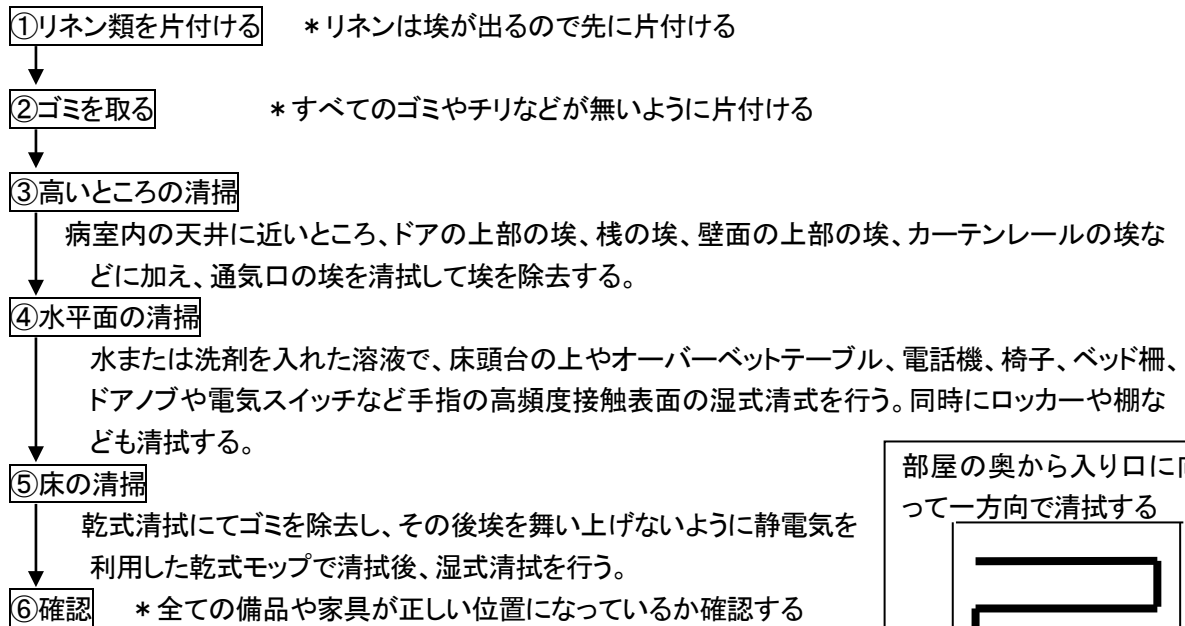 ①リネン類を片付ける ＊リネンは埃が出るので先に片付ける
②ゴミを取る ＊すべてのゴミやチリなどが無いように片付ける
③高いところの清掃
病室内の天井に近いところ、ドアの上部の埃、桟の埃、壁面の上部の埃、カーテンレールの埃な
どに加え、通気口の埃を清拭して埃を除去する。
④水平面の清掃
水または洗剤を入れた溶液で、床頭台の上やオーバーベットテーブル、電話機、椅子、ベッド柵、
ドアノブや電気スイッチなど手指の高頻度接触表面の湿式清式を行う。同時にロッカーや棚な
ども清拭する。
⑤床の清掃
乾式清拭にてゴミを除去し、その後埃を舞い上げないように静電気を
利用した乾式モップで清拭後、湿式清拭を行う。
⑥確認 ＊全ての備品や家具が正しい位置になっているか確認する
部屋の奥から入り口に
って一方向で清拭する